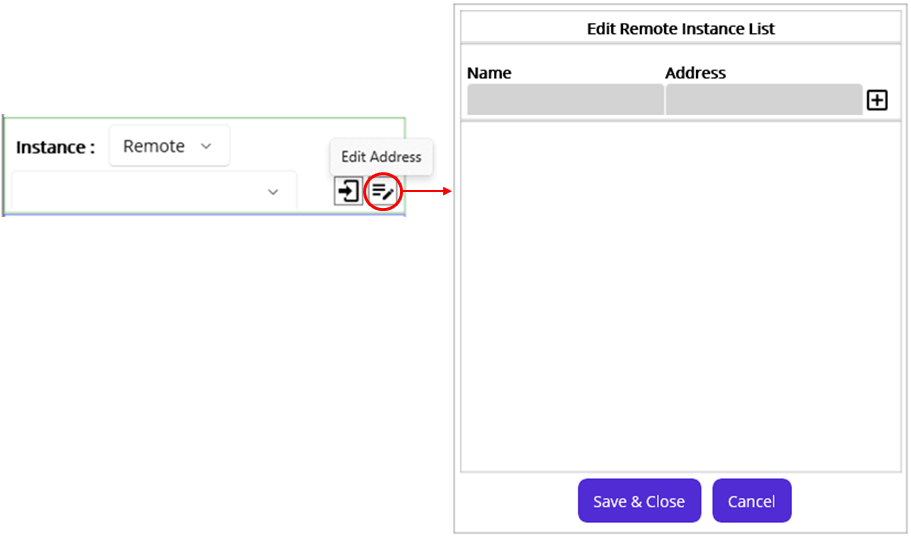 Instance :
Remote
Edit Address
Edit Remote Instance List
Name
Address
Save & Close
Cancel